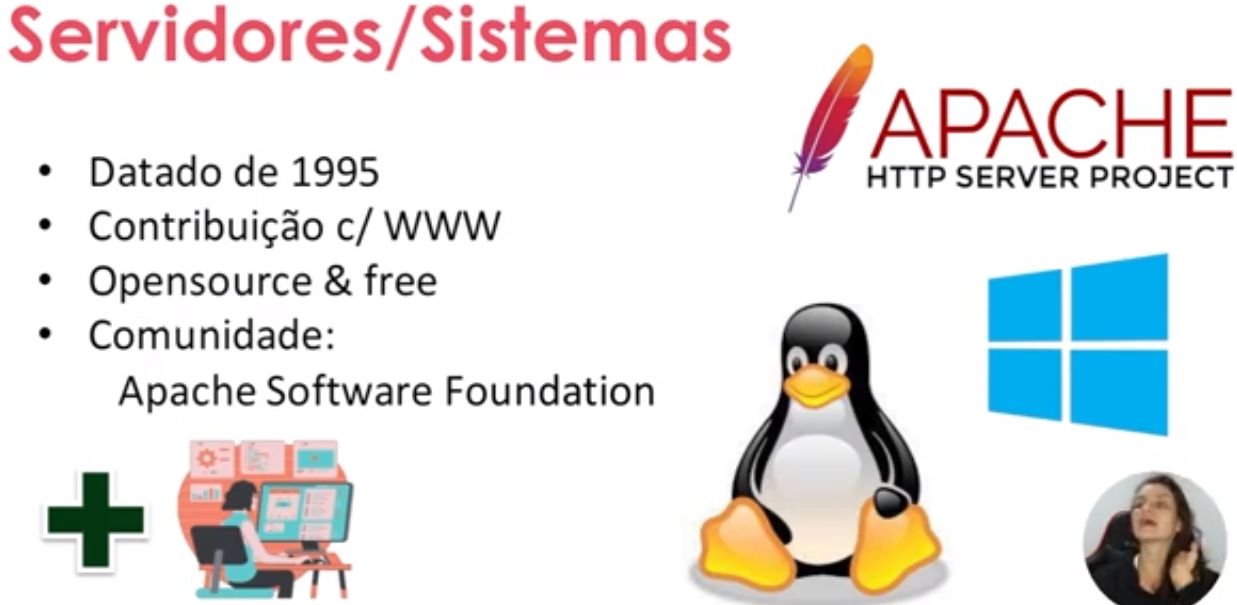 Servidores/Sistemas
APACHE
HTTP SERVER PROJECT
• Datado de 1995
• Contribuição c/ WWW
• Opensource & free
• Comunidade:
Apache Software Foundation